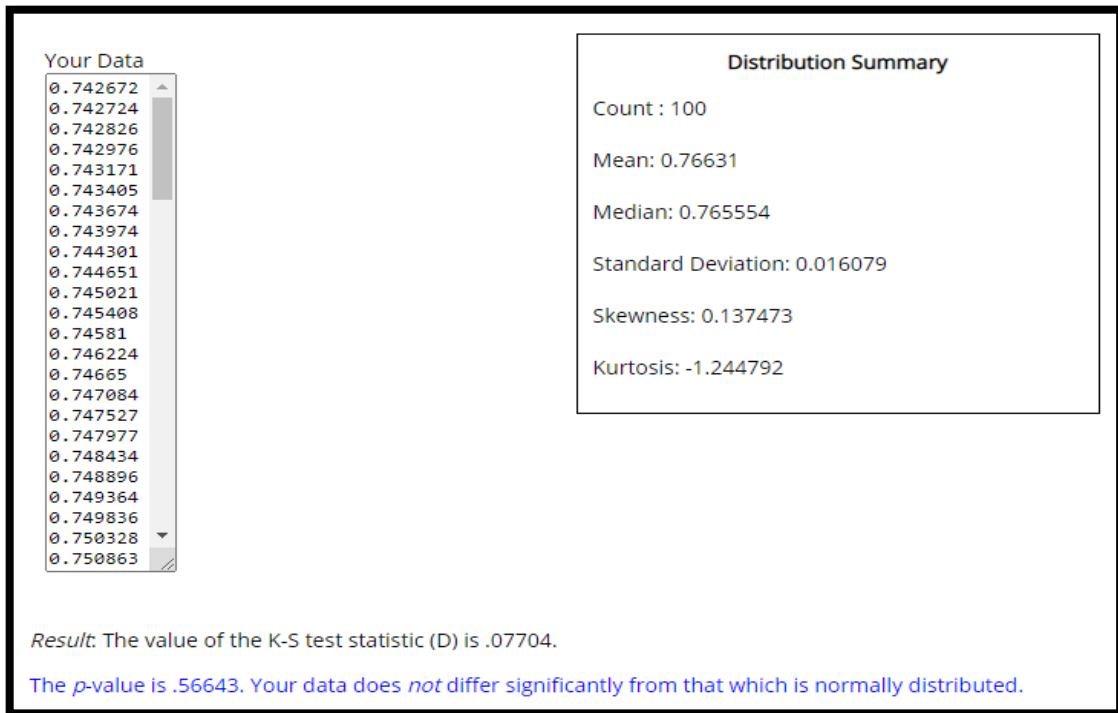 Your Data
0.742672
0.742724
0.742826
0.742976
0.743171
0.743405
0.743674
0.743974
0.744301
0.744651
0.745021
0.745408
0.74581
0.746224
0.74665
0.747084
0.747527
0.747977
0.748434
0.748896
0.749364
0.749836
0.750328
0.750863
Distribution Summary
Count : 100
Mean: 0.76631
Median: 0.765554
Standard Deviation: 0.016079
Skewness: 0.137473
Kurtosis: -1.244792
Result: The value of the K-S test statistic (D) is .07704.
The p-value is .56643. Your data does not differ significantly from that which is normally distributed.